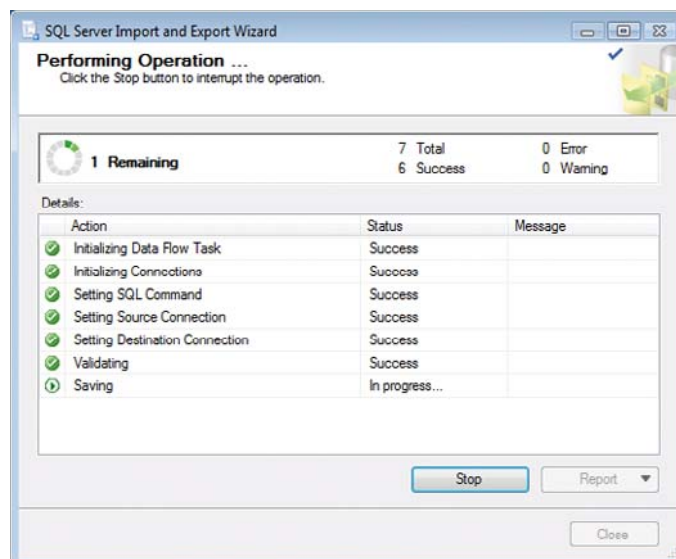 SQL Server Import and Export Wizard
Performing Operation ...
Click the Stop button to interrupt the operation.
1 Remaining
7 Total 0 Error
6 Success 0 Warning
Details:
Action Status Message
Initializing Data Flow Task Success
Initializing Connections Success
Setting SQL Command Success
Setting Source Connection Success
Setting Destination Connection Success
Validating Success
Saving In progress...
Stop Report
Close